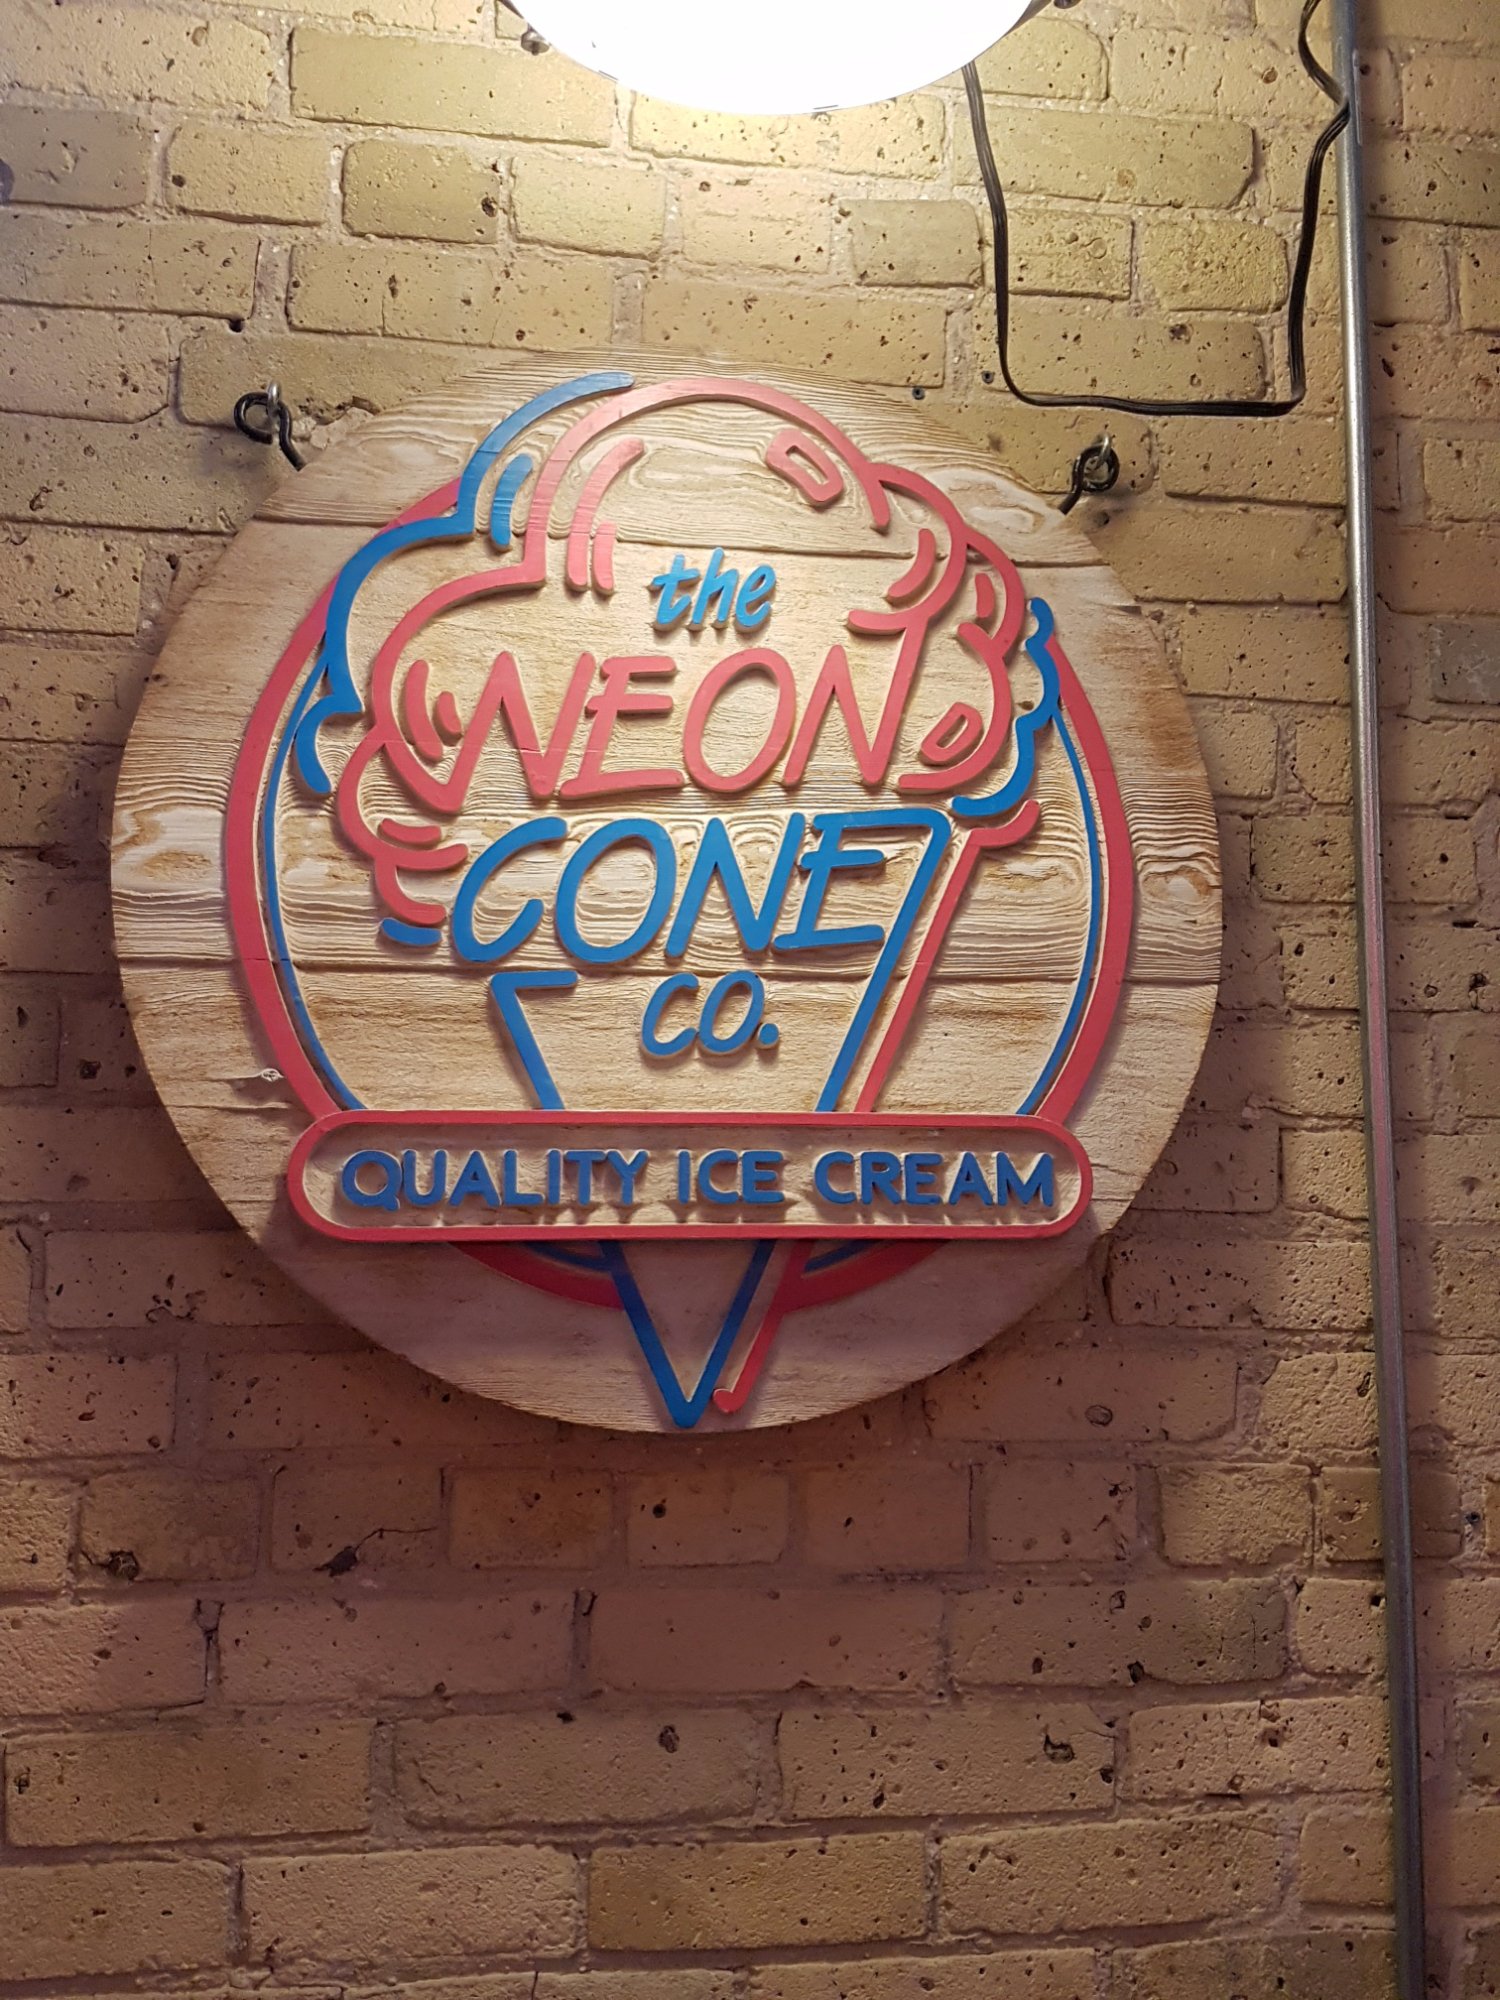 the
NEON
CONE
CO.
QUALITY ICE CREAM